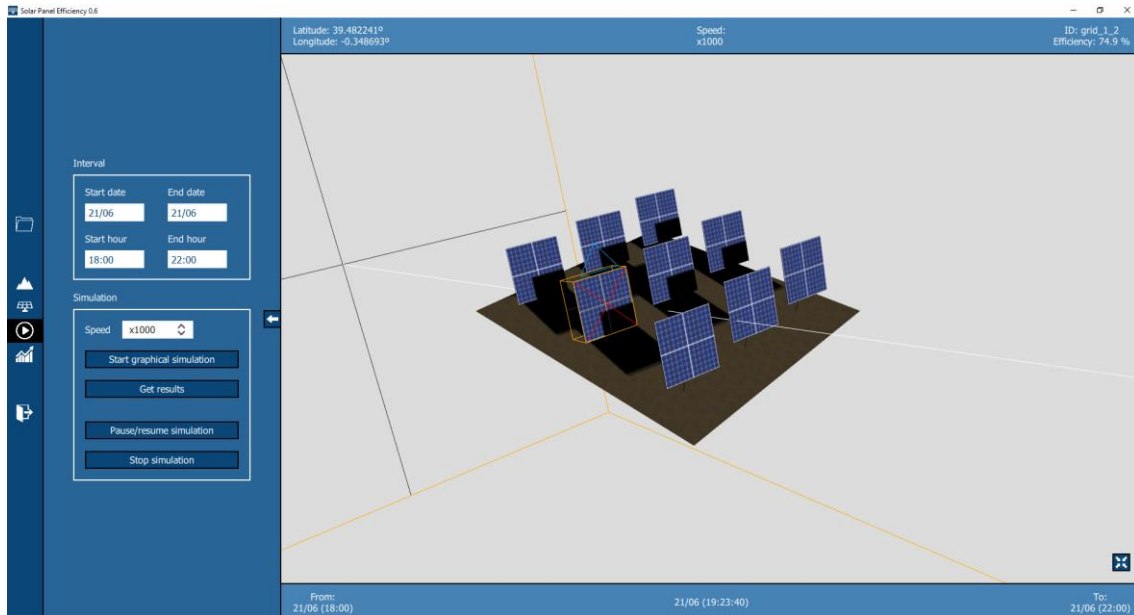 Solar Panel Efficiency 0.6
Latitude: 39.482241º
Longitude: -0.348693º
Speed:
x1000
ID: grid_1_2
Efficiency: 74.9 %
Interval
Start date
End date
21/06
21/06
Start hour
End hour
18:00
22:00
Simulation
Speed
x1000
Start graphical simulation
Get results
Pause/resume simulation
Stop simulation
From:
21/06 (18:00)
21/06 (19:23:40)
To:
21/06 (22:00)